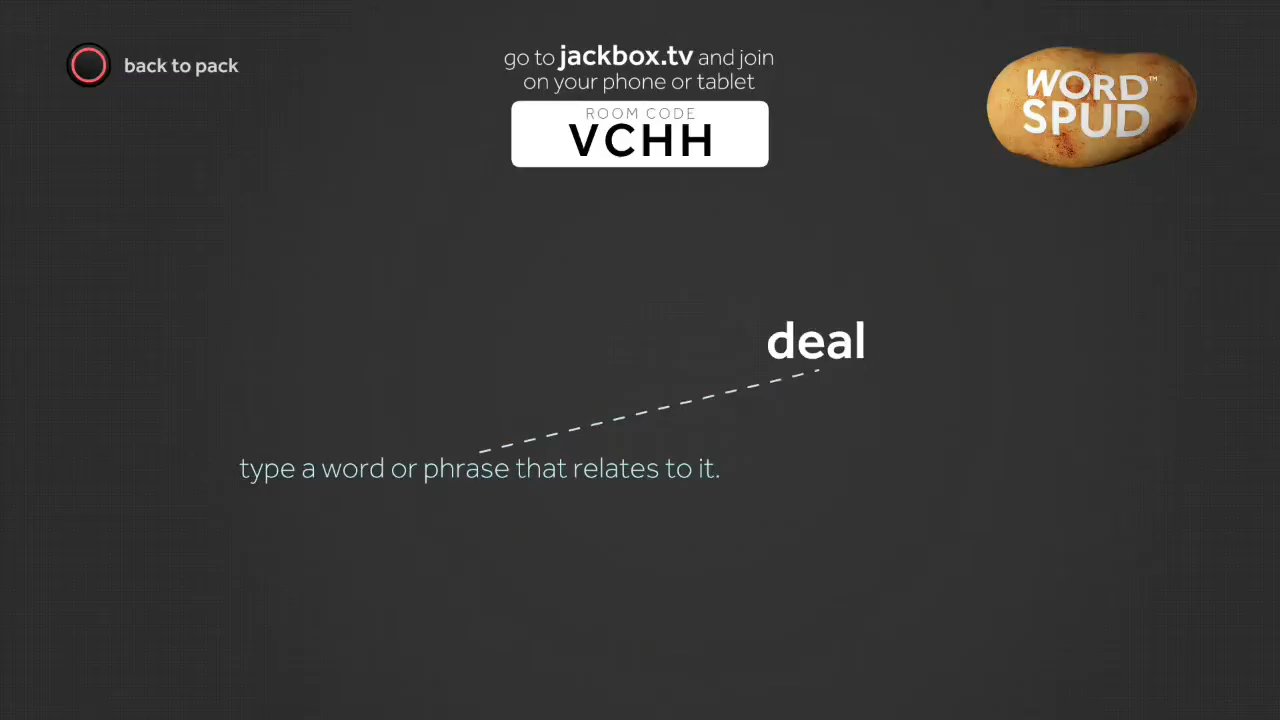 back to pack
go to jackbox.tv and join
on your phone or tablet
ROOM CODE
VCHH
WORD™
SPUD
deal
type a word or phrase that relates to it.